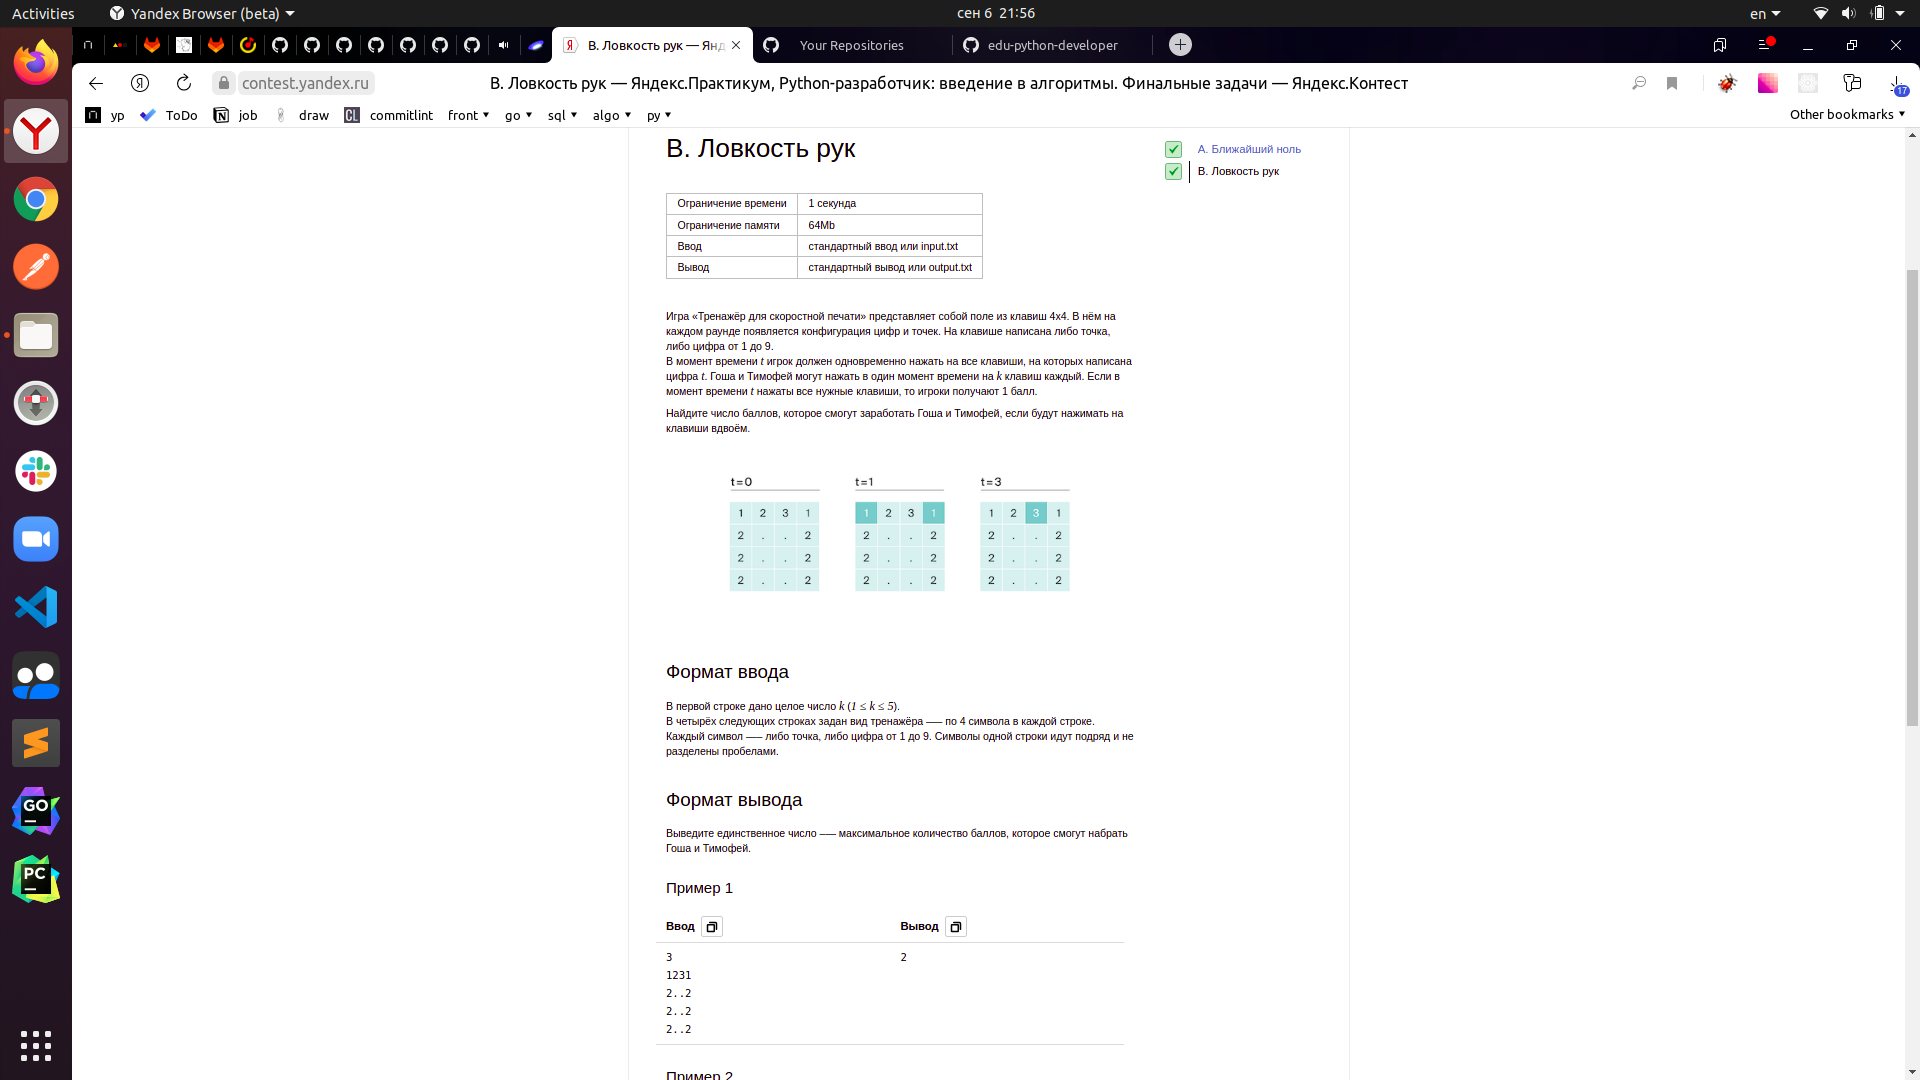 Activities
Yandex Browser (beta)
сен 6 21:56
en
В. Ловкость рук — Янд
Your Repositories
edu-python-developer
contest.yandex.ru
В. Ловкость рук — Яндекс.Практикум, Python-разработчик: введение в алгоритмы. Финальные задачи — Яндекс.Контест
17
yp
ToDo
job
draw
CL
commitlint
front
go
sql
algo
py
Other bookmarks
В. Ловкость рук
A. Ближайший ноль
В. Ловкость рук
Ограничение времени 1 секунда
Ограничение памяти 64Mb
Ввод стандартный ввод или input.txt
Вывод стандартный вывод или output.txt
Игра «Тренажёр для скоростной печати» представляет собой поле из клавиш 4x4. В нём на
каждом раунде появляется конфигурация цифр и точек. На клавише написана либо точка,
либо цифра от 1 до 9.
В момент времени t игрок должен одновременно нажать на все клавиши, на которых написана
цифра t. Гоша и Тимофей могут нажать в один момент времени на k клавиш каждый. Если в
момент времени t нажаты все нужные клавиши, то игроки получают 1 балл.
Найдите число баллов, которое смогут заработать Гоша и Тимофей, если будут нажимать на
клавиши вдвоём.
t=0 t=1 t=3
1 2 3 1 1 2 3 1 1 2 3 1
2 . . 2 2 . . 2 2 . . 2
2 . . 2 2 . . 2 2 . . 2
2 . . 2 2 . . 2 2 . . 2
Формат ввода
В первой строке дано целое число k (1 ≤ k ≤ 5).
В четырёх следующих строках задан вид тренажёра –— по 4 символа в каждой строке.
Каждый символ –— либо точка, либо цифра от 1 до 9. Символы одной строки идут подряд и не
разделены пробелами.
Формат вывода
Выведите единственное число –— максимальное количество баллов, которое смогут набрать
Гоша и Тимофей.
Пример 1
Ввод Вывод
3 2
1231
2..2
2..2
2..2
Пример 2
GO
PC